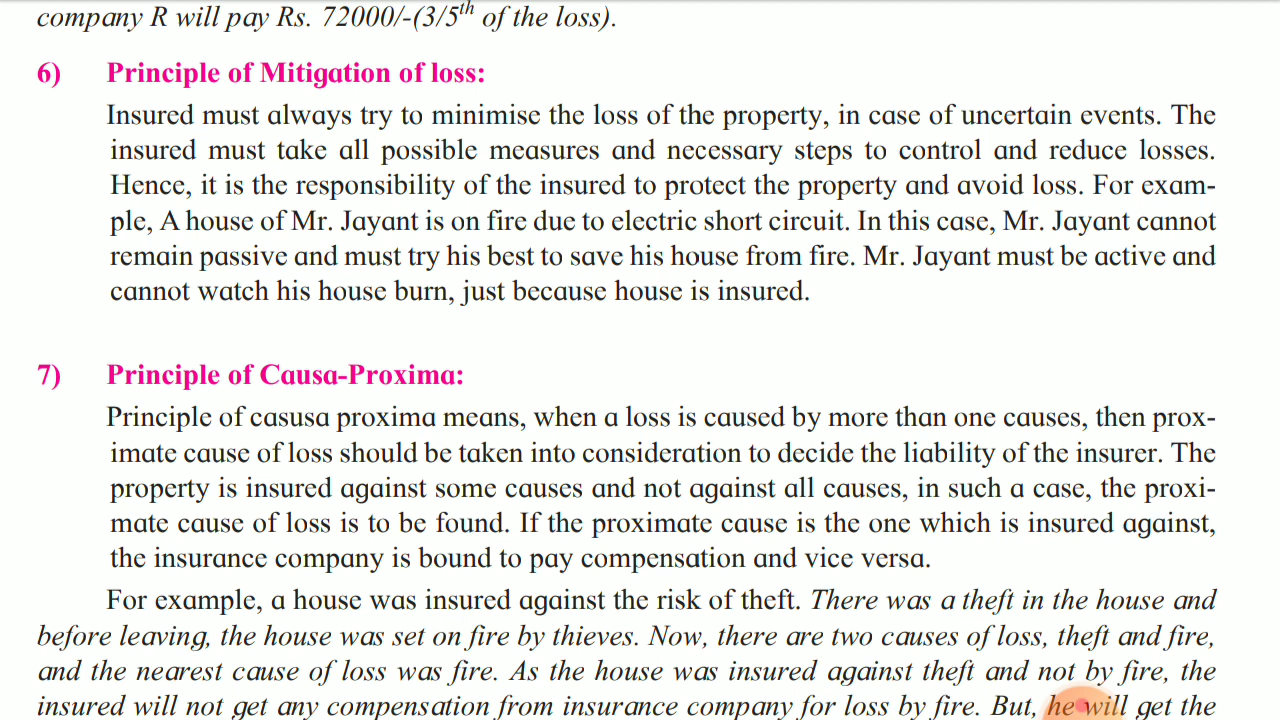 company R will pay Rs. 72000/-(3/5th of the loss).
6) Principle of Mitigation of loss:
Insured must always try to minimise the loss of the property, in case of uncertain events. The
insured must take all possible measures and necessary steps to control and reduce losses.
Hence, it is the responsibility of the insured to protect the property and avoid loss. For exam-
ple, A house of Mr. Jayant is on fire due to electric short circuit. In this case, Mr. Jayant cannot
remain passive and must try his best to save his house from fire. Mr. Jayant must be active and
cannot watch his house burn, just because house is insured.
7) Principle of Causa-Proxima:
Principle of casusa proxima means, when a loss is caused by more than one causes, then prox-
imate cause of loss should be taken into consideration to decide the liability of the insurer. The
property is insured against some causes and not against all causes, in such a case, the proxi-
mate cause of loss is to be found. If the proximate cause is the one which is insured against,
the insurance company is bound to pay compensation and vice versa.
For example, a house was insured against the risk of theft. There was a theft in the house and
before leaving, the house was set on fire by thieves. Now, there are two causes of loss, theft and fire,
and the nearest cause of loss was fire. As the house was insured against theft and not by fire, the
insured will not get any compensation from insurance company for loss by fire. But, he will get the